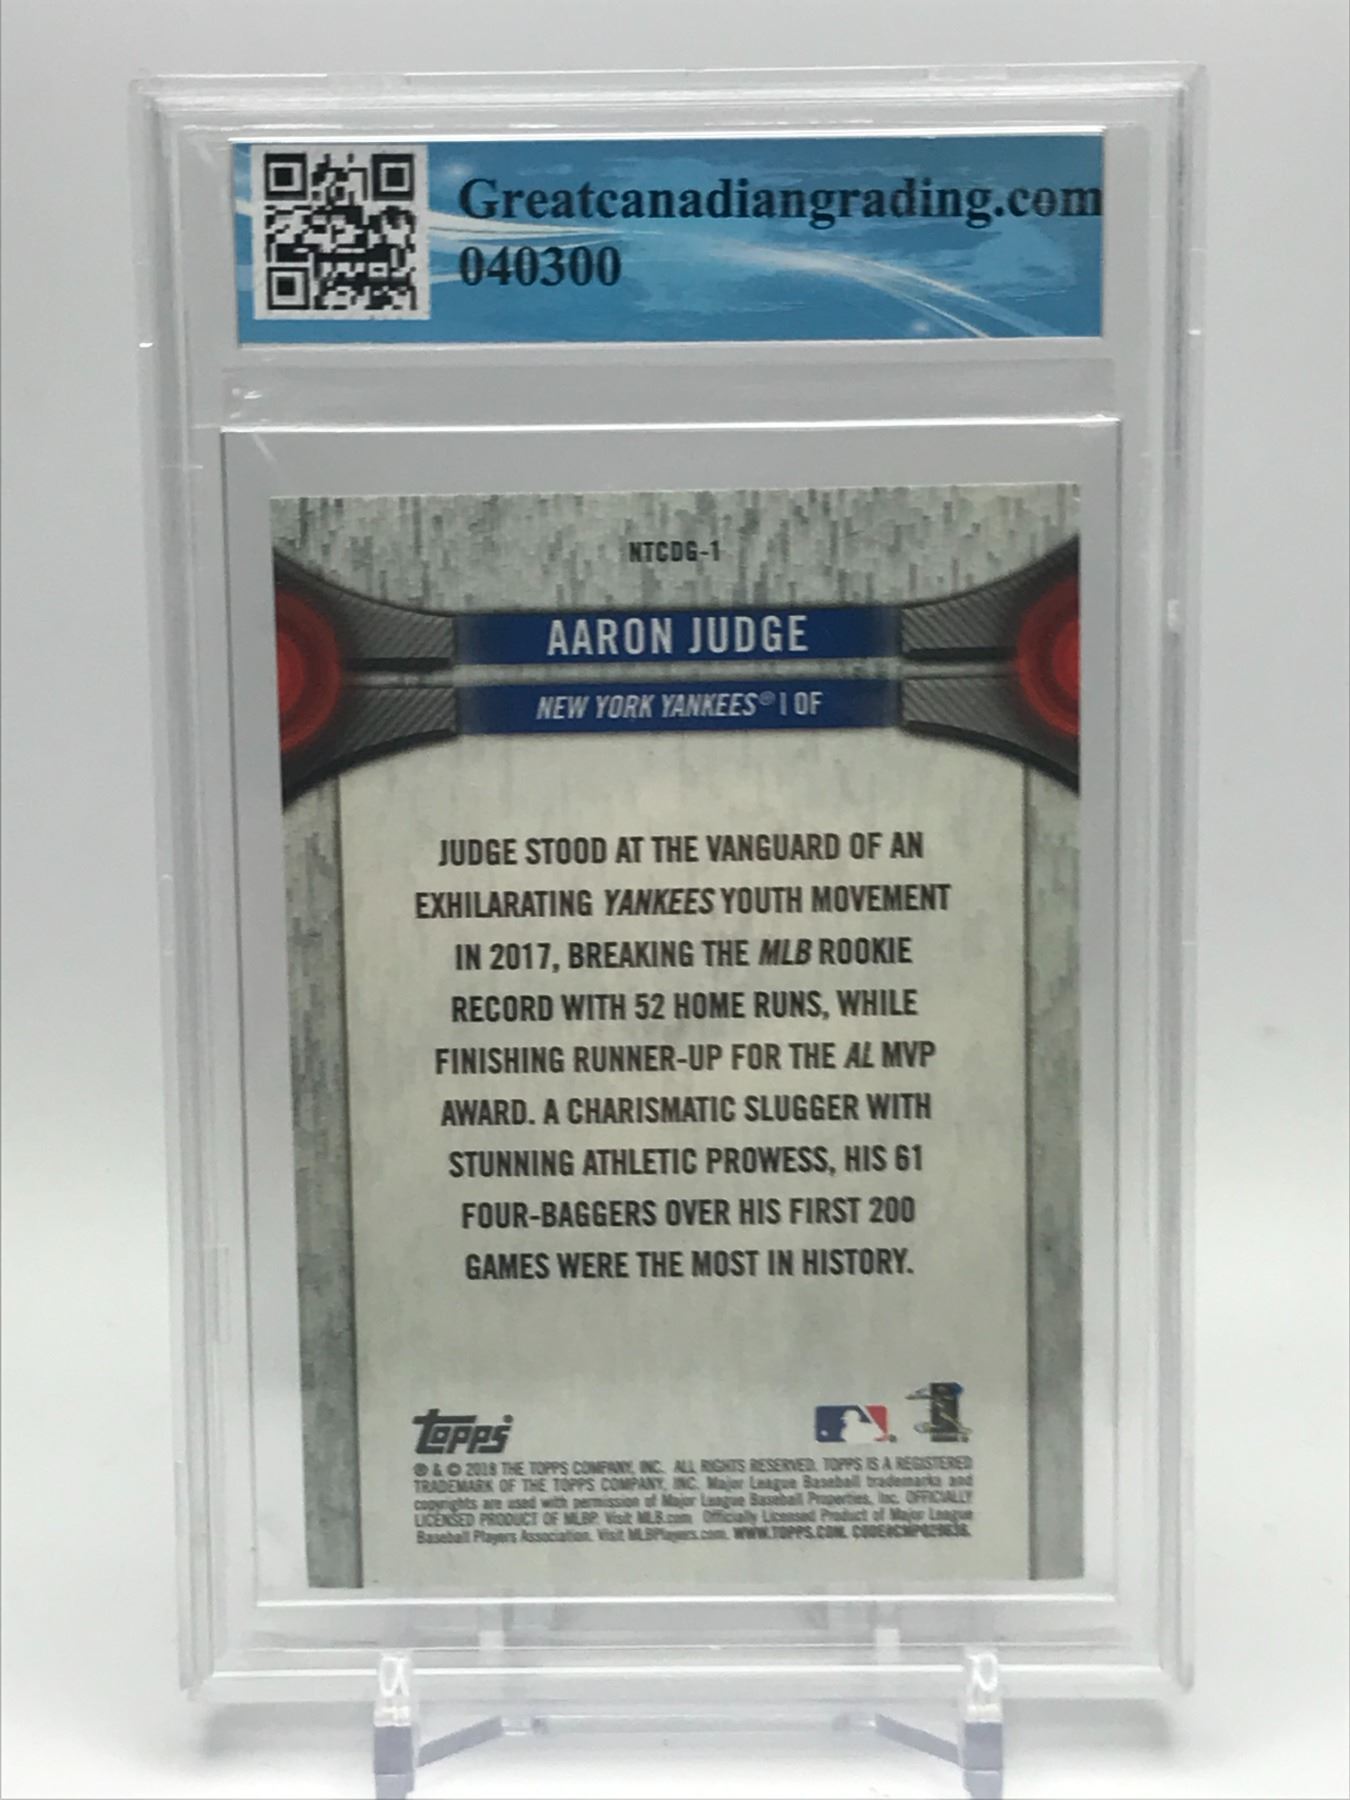 Greatcanadiangrading.com
040300
NTCDG-1
AARON JUDGE
NEW YORK YANKEES® | OF
JUDGE STOOD AT THE VANGUARD OF AN
EXHILARATING YANKEES YOUTH MOVEMENT
IN 2017, BREAKING THE MLB ROOKIE
RECORD WITH 52 HOME RUNS, WHILE
FINISHING RUNNER-UP FOR THE AL MVP
AWARD. A CHARISMATIC SLUGGER WITH
STUNNING ATHLETIC PROWESS, HIS 61
FOUR-BAGGERS OVER HIS FIRST 200
GAMES WERE THE MOST IN HISTORY.
topps
® & © 2018 THE TOPPS COMPANY, INC. ALL RIGHTS RESERVED. TOPPS IS A REGISTERED
TRADEMARK OF THE TOPPS COMPANY, INC. Major League Baseball trademarks and
copyrights are used with permission of Major League Baseball Properties, Inc. OFFICIALLY
LICENSED PRODUCT OF MLBP. Visit MLB.com Officially Licensed Product of Major League
Baseball Players Association. Visit MLBPlayers.com. WWW.TOPPS.COM.